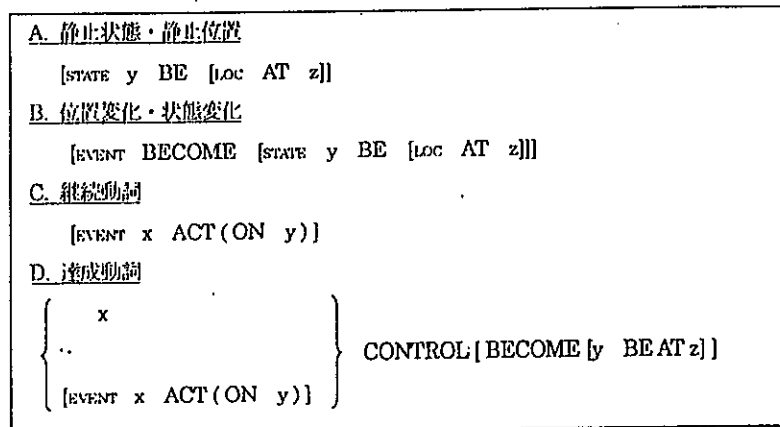 A. 静止状態・静止位置
[STATE y BE [LOC AT z]]
B. 位置変化・状態変化
[EVENT BECOME [STATE y BE [LOC AT z]]]
C. 継続動詞
[EVENT x ACT(ON y)]
D. 達成動詞
x
[EVENT x ACT(ON y)]
CONTROL[BECOME[y BE AT z]]